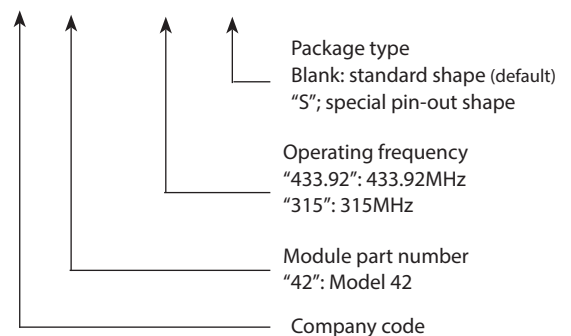 Package type
Blank: standard shape (default)
“S”; special pin-out shape
Operating frequency
“433.92”: 433.92MHz
“315”: 315MHz
Module part number
“42”: Model 42
Company code